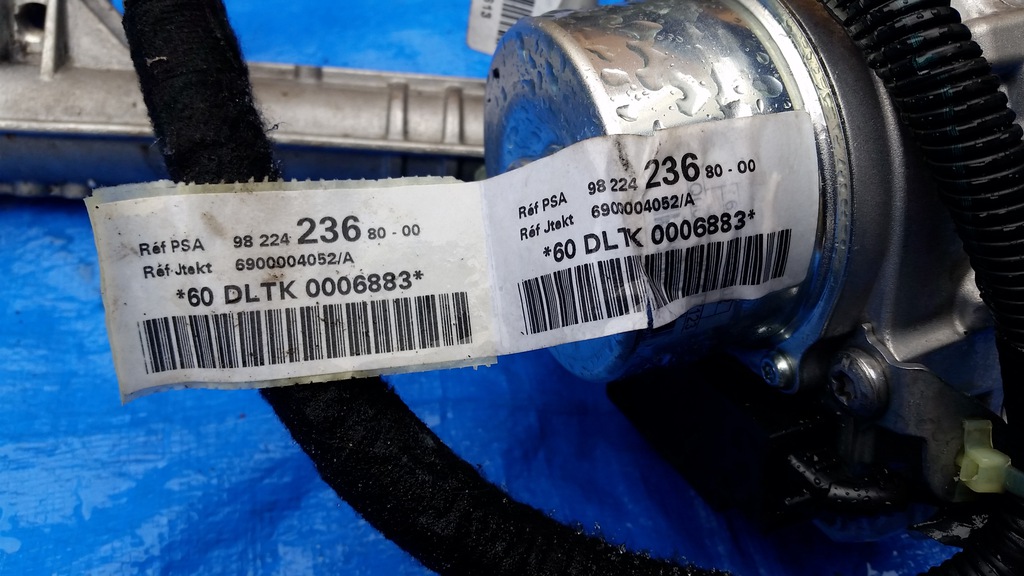 Réf PSA 98 224 236 80 - 00
Réf Jtekt 6900004052/A
*60 DLTK 0006883*
Réf PSA 98 224 236 80 - 00
Réf Jtekt 6900004052/A
*60 DLTK 0006883*